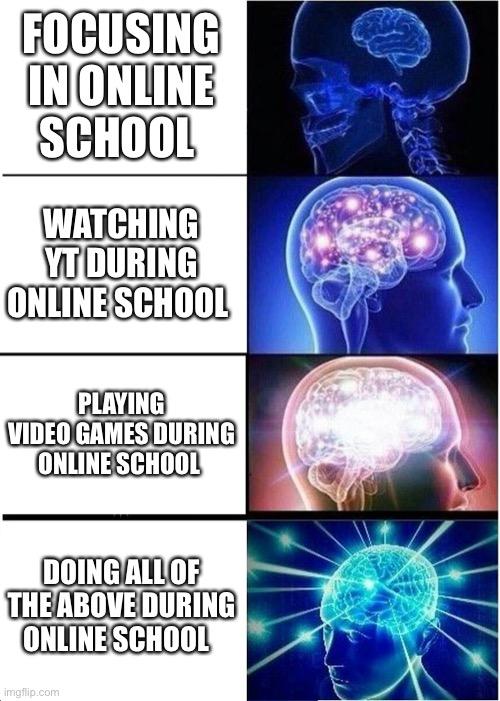 FOCUSING
IN ONLINE
SCHOOL
WATCHING
YT DURING
ONLINE SCHOOL
PLAYING
VIDEO GAMES DURING
ONLINE SCHOOL
DOING ALL OF
THE ABOVE DURING
ONLINE SCHOOL
imgflip.com